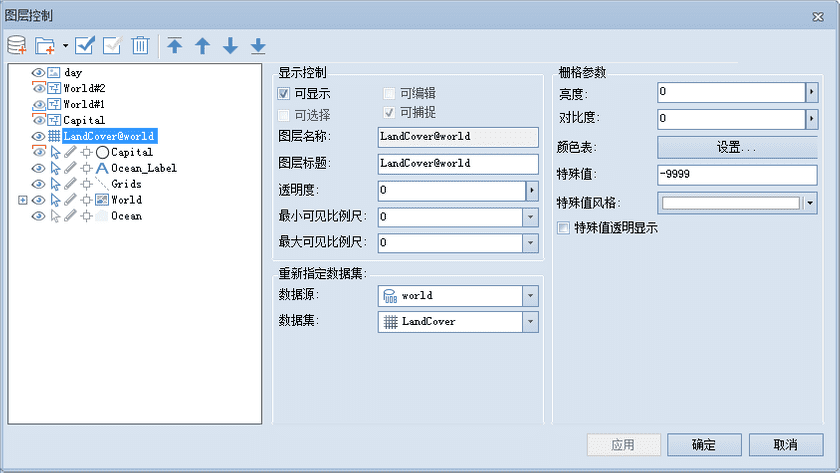 图层控制
day
World#2
World#1
Capital
LandCover@world
Capital
Ocean_Label
Grids
World
Ocean
显示控制
可显示
可编辑
可选择
可捕捉
图层名称:
LandCover@world
图层标题:
LandCover@world
透明度:
0
最小可见比例尺:
0
最大可见比例尺:
0
重新指定数据集:
数据源:
UDB
world
数据集:
LandCover
栅格参数
亮度:
0
对比度:
0
颜色表:
设置...
特殊值:
-9999
特殊值风格:
特殊值透明显示
应用
确定
取消